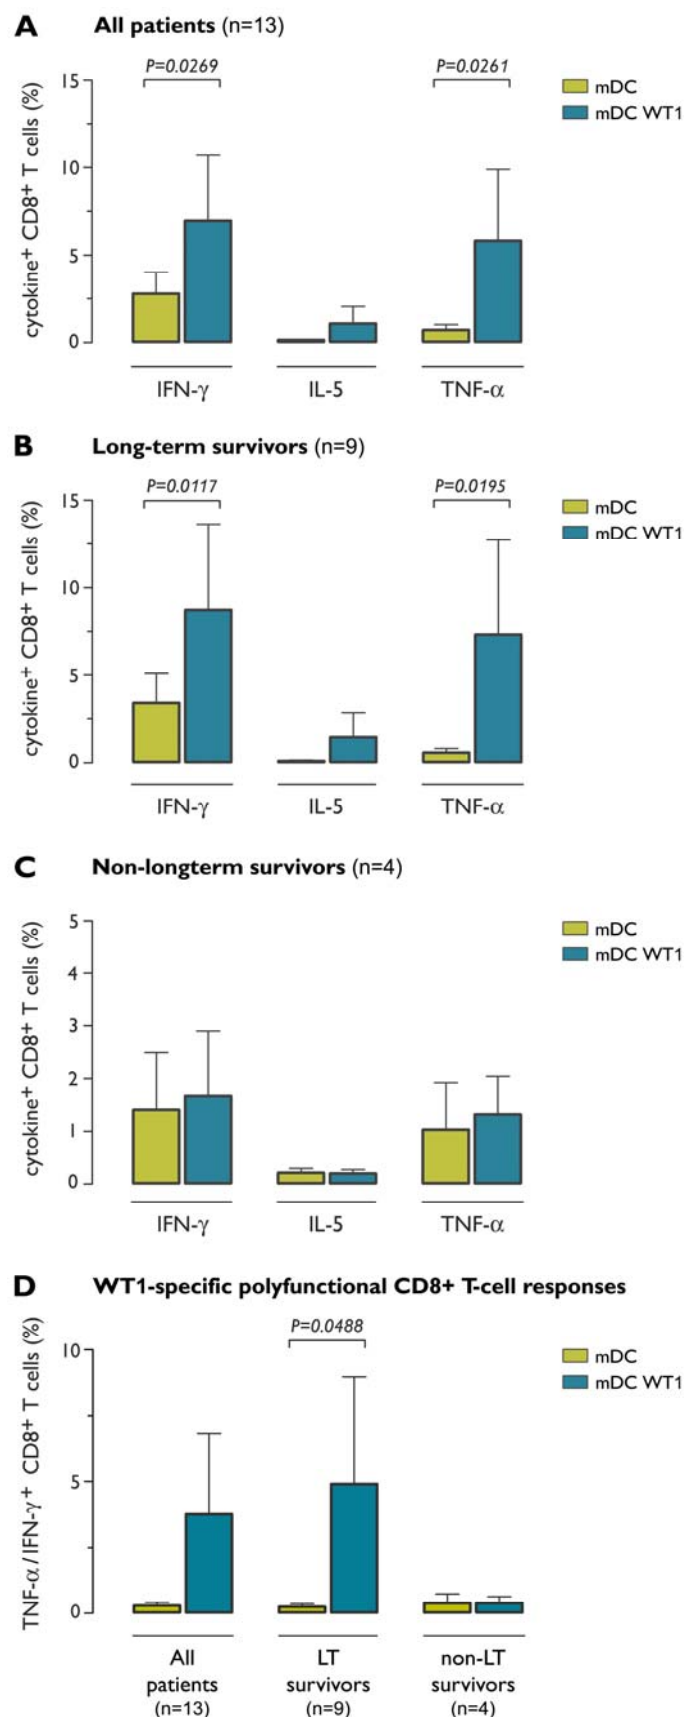 A All patients (n=13)
P=0.0269 P=0.0261
mDC
mDC WT1
cytokine+ CD8+ T cells (%)
15
10
5
0
IFN-γ IL-5 TNF-α
B Long-term survivors (n=9)
P=0.0117 P=0.0195
mDC
mDC WT1
cytokine+ CD8+ T cells (%)
15
10
5
0
IFN-γ IL-5 TNF-α
C Non-longterm survivors (n=4)
mDC
mDC WT1
cytokine+ CD8+ T cells (%)
5
4
3
2
1
0
IFN-γ IL-5 TNF-α
D WT1-specific polyfunctional CD8+ T-cell responses
P=0.0488
mDC
mDC WT1
TNF-α/IFN-γ+ CD8+ T cells (%)
10
5
0
All LT non-LT
patients survivors survivors
(n=13) (n=9) (n=4)